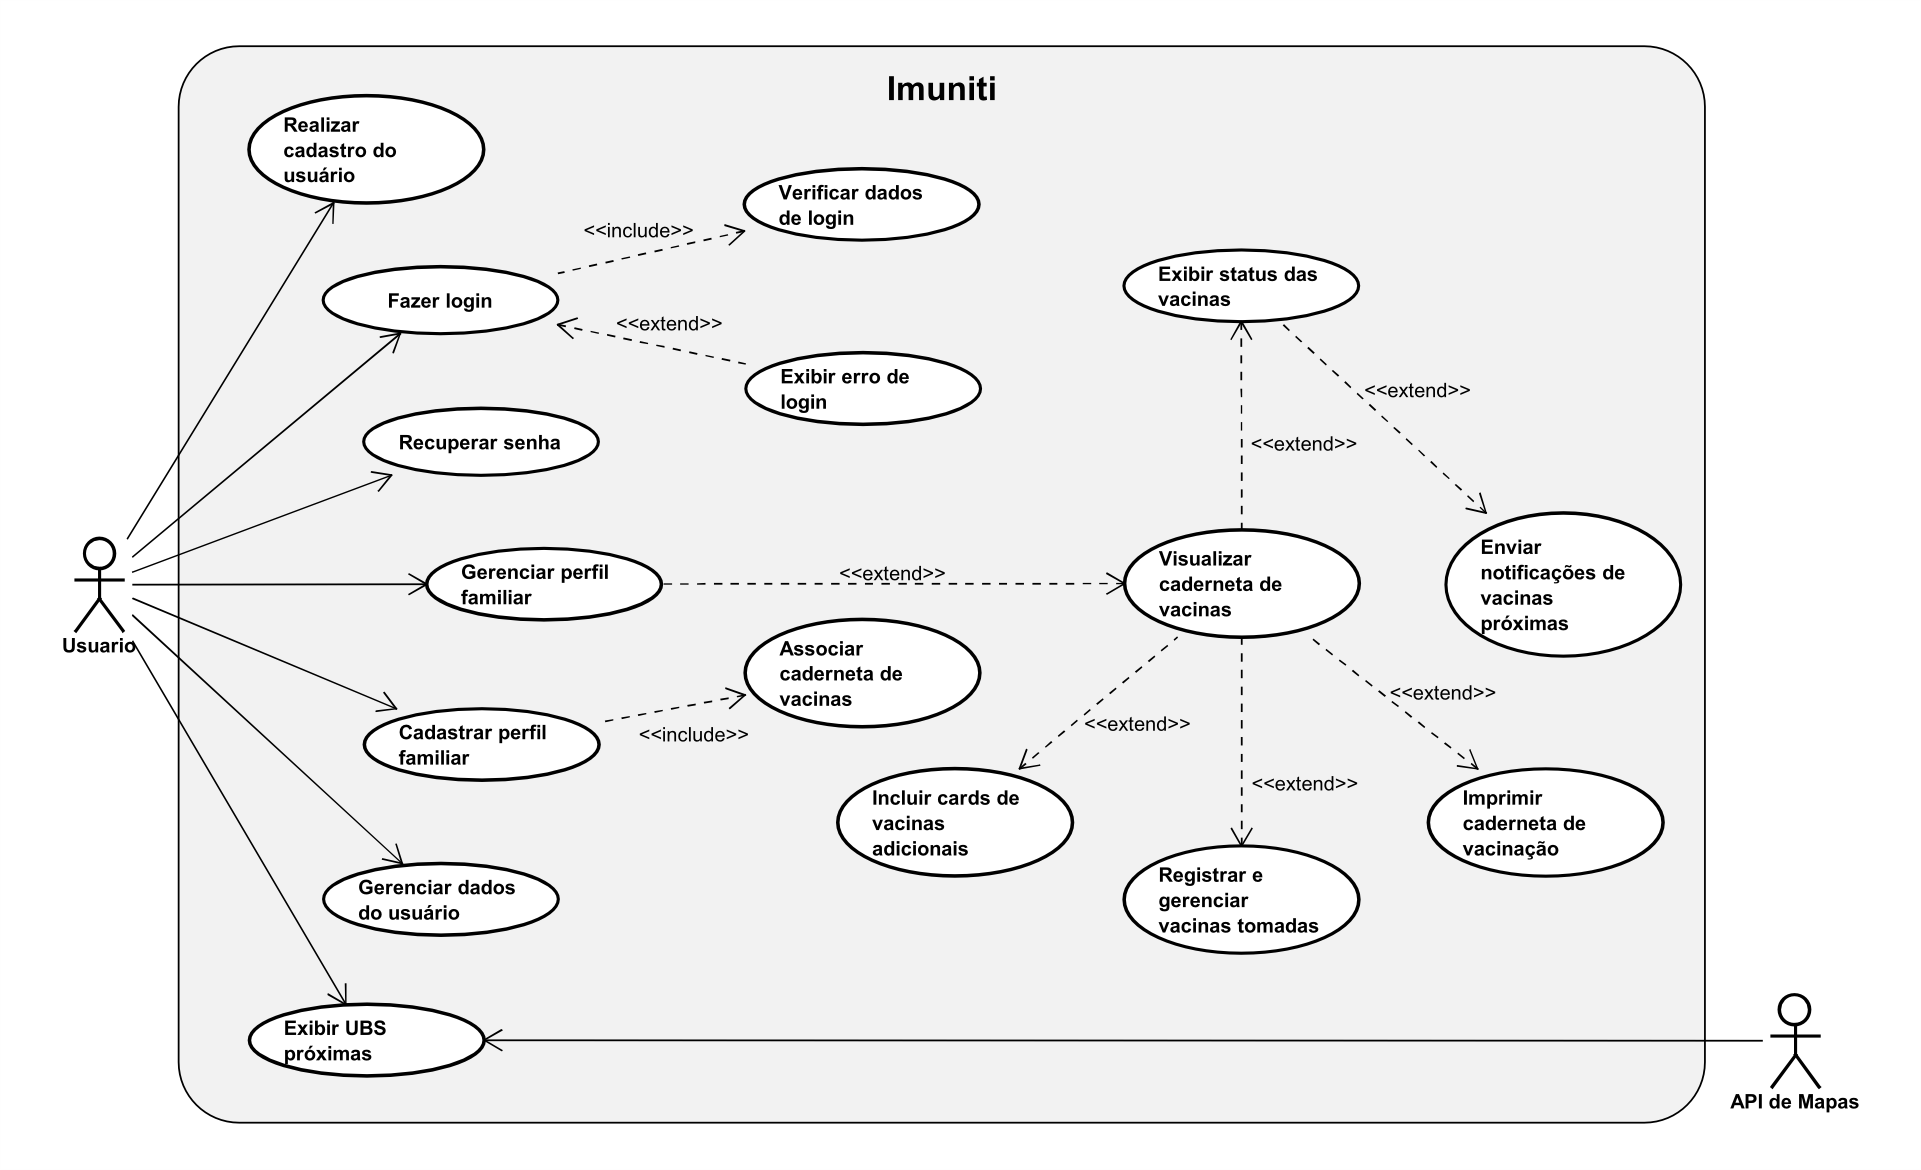 Imuniti
Realizar
cadastro do
usuário
Verificar dados
de login
<<include>>
Fazer login
<<extend>>
Exibir erro de
login
Exibir status das
vacinas
<<extend>>
<<extend>>
Recuperar senha
Usuario
Gerenciar perfil
familiar
<<extend>>
Visualizar
caderneta de
vacinas
Enviar
notificações de
vacinas
próximas
Associar
caderneta de
vacinas
<<include>>
Cadastrar perfil
familiar
<<extend>>
<<extend>>
<<extend>>
Incluir cards de
vacinas
adicionais
Registrar e
gerenciar
vacinas tomadas
Imprimir
caderneta de
vacinação
Gerenciar dados
do usuário
Exibir UBS
próximas
API de Mapas